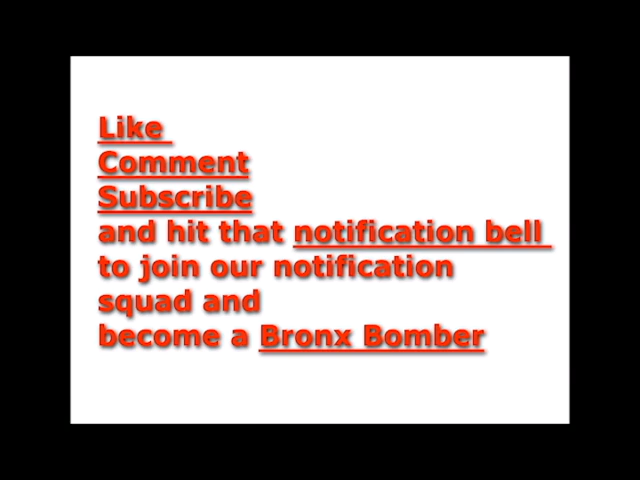 Like
Comment
Subscribe
and hit that notification bell
to join our notification
squad and
become a Bronx Bomber